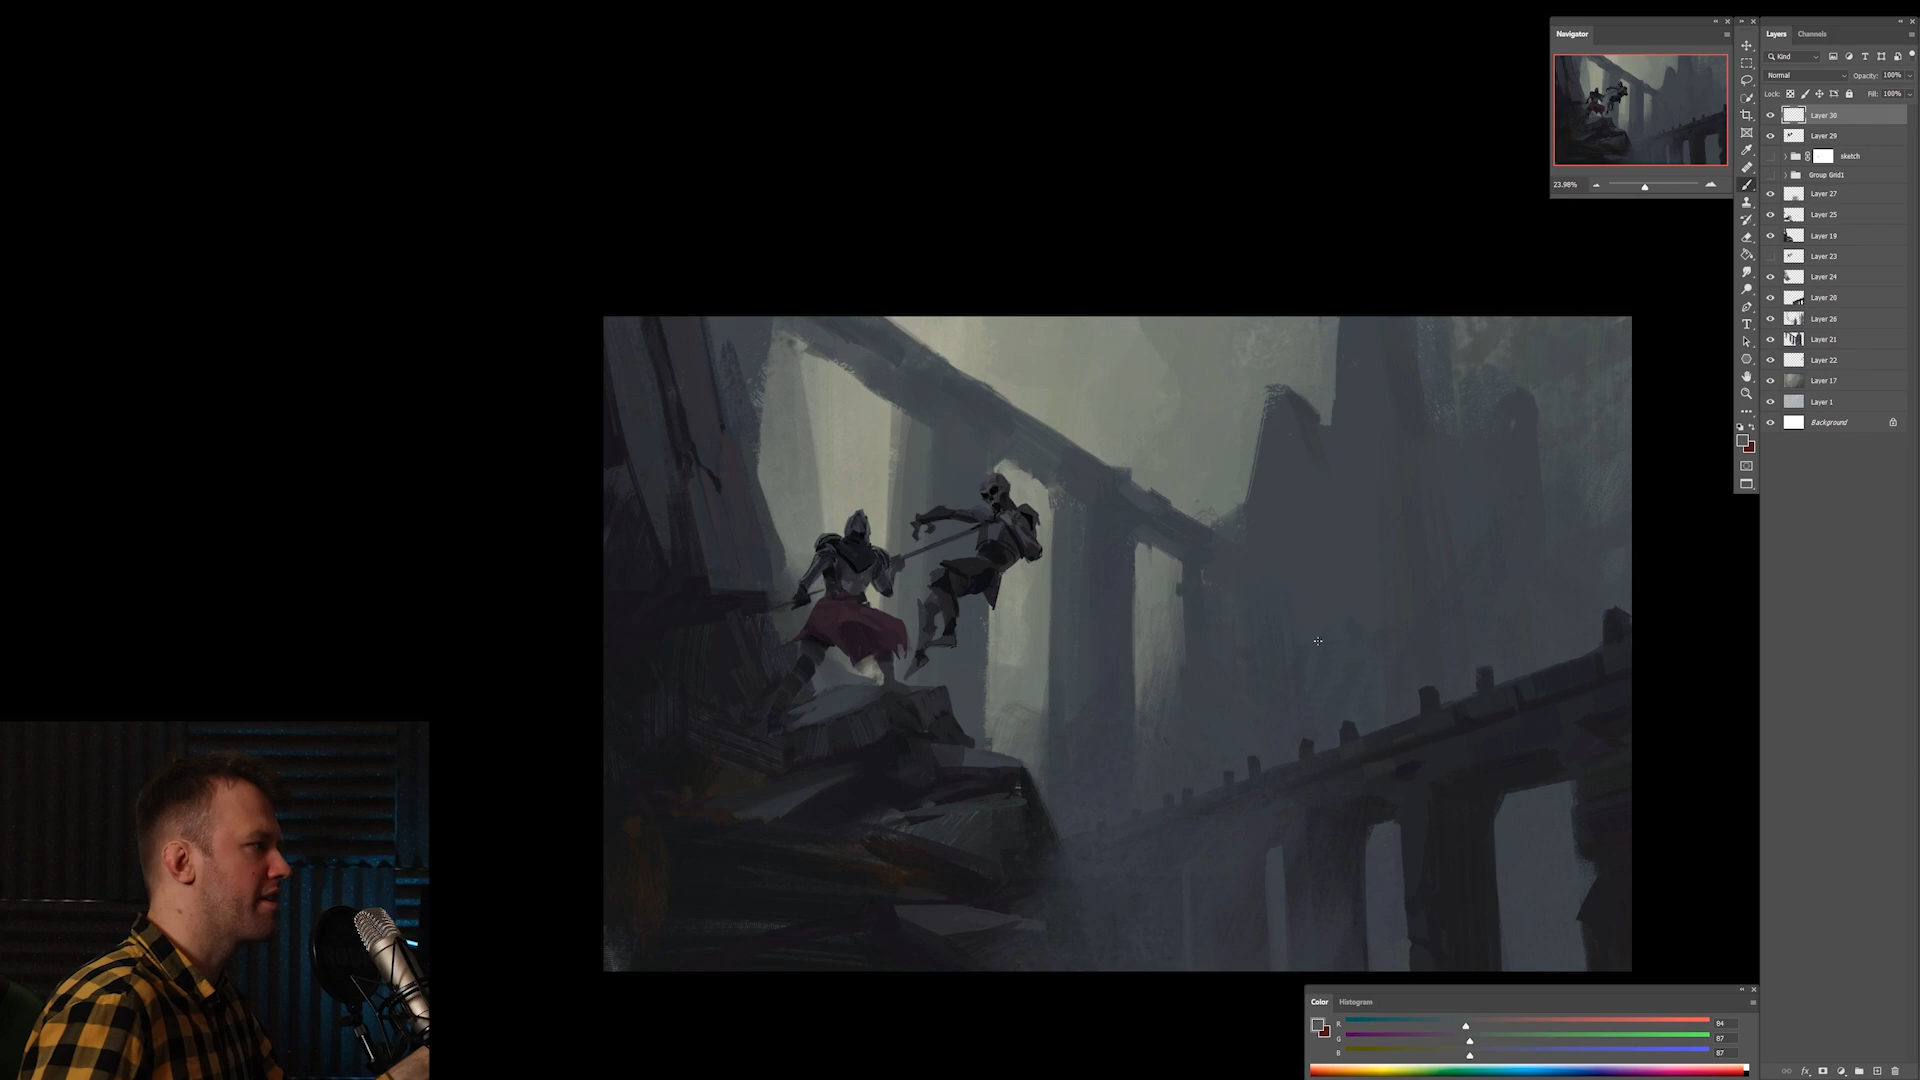 Navigator
23.98%
Layers Channels
Kind
Normal Opacity: 100%
Lock: Fill: 100%
Layer 30
Layer 29
sketch
Group Grid1
Layer 27
Layer 25
Layer 19
Layer 23
Layer 24
Layer 20
Layer 26
Layer 21
Layer 22
Layer 17
Layer 1
Background
Color Histogram
R 84
G 87
B 87